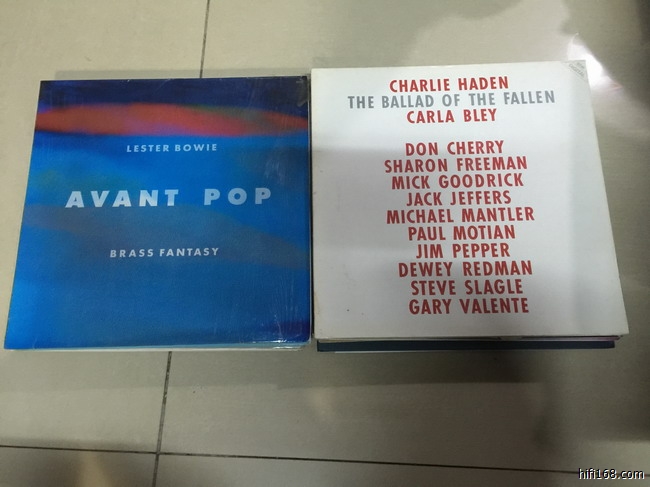 LESTER BOWIE
AVANT POP
BRASS FANTASY
CHARLIE HADEN
THE BALLAD OF THE FALLEN
CARLA BLEY
DON CHERRY
SHARON FREEMAN
MICK GOODRICK
JACK JEFFERS
MICHAEL MANTLER
PAUL MOTIAN
JIM PEPPER
DEWEY REDMAN
STEVE SLAGLE
GARY VALENTE
hifi168.com